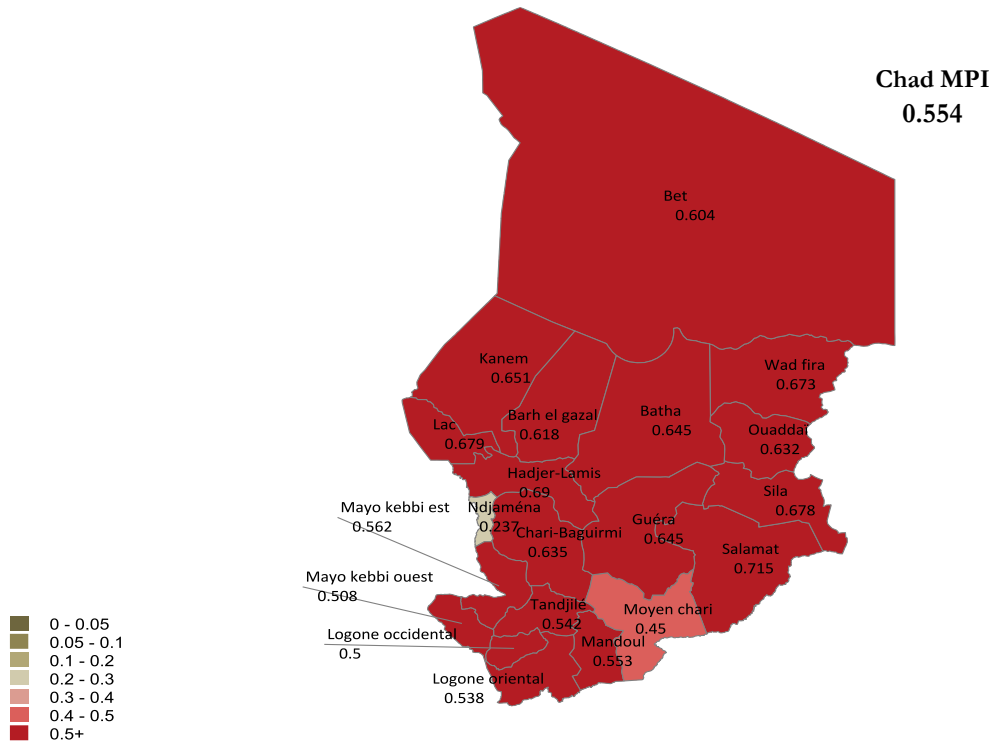 Chad MPI
0.554
Bet
0.604
Kanem
0.651
Wad fira
0.673
Barh el gazal
0.618
Batha
0.645
Lac
0.679
Ouaddaï
0.632
Hadjer-Lamis
0.69
Sila
0.678
Mayo kebbi est
0.562
Ndjaména
0.237
Guéra
0.645
Chari-Baguirmi
0.635
Salamat
0.715
Mayo kebbi ouest
0.508
Tandjilé
0.542
Moyen chari
0.45
Logone occidental
0.5
Mandoul
0.553
Logone oriental
0.538
0 - 0.05
0.05 - 0.1
0.1 - 0.2
0.2 - 0.3
0.3 - 0.4
0.4 - 0.5
0.5+